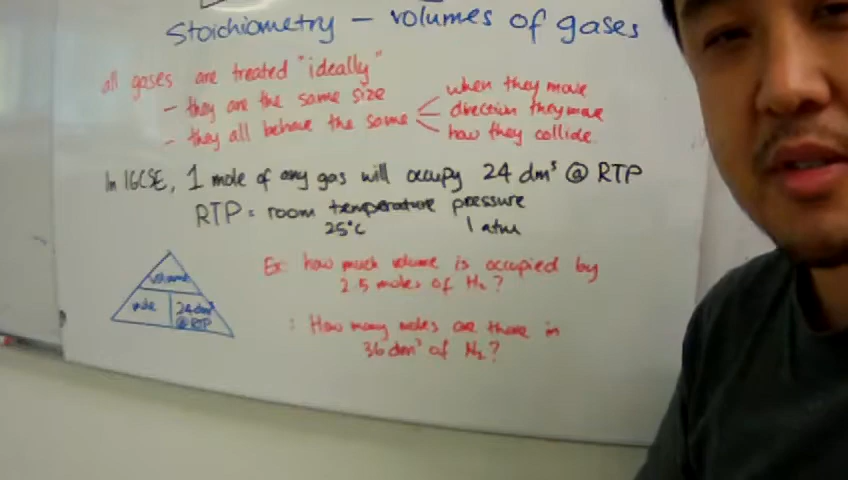 Stoichiometry – volumes of gases
all gases are treated "ideally"
- they are the same size
- they all behave the same
when they move
direction they move
how they collide.
In IGCSE, 1 mole of any gas will occupy 24 dm³ @ RTP
RTP = room temperature pressure
25°C 1 atm
volume
mole
24 dm³
@ RTP
Ex: how much volume is occupied by
2.5 moles of H₂?
: How many moles are there in
36 dm³ of N₂?